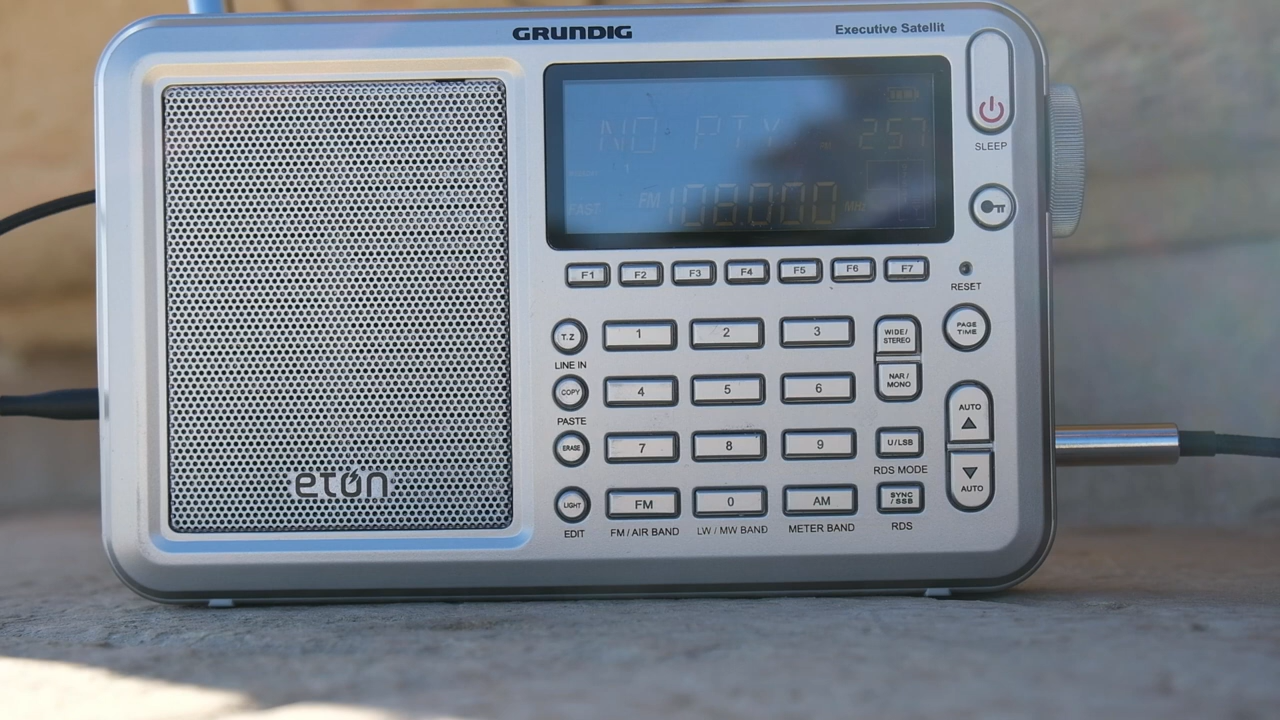 GRUNDIG
Executive Satellit
NO PTY 257
FAST FM 108.000 MHz
SLEEP
F1 F2 F3 F4 F5 F6 F7
RESET
T.Z 1 2 3 WIDE/
STEREO
PAGE
TIME
LINE IN
COPY 4 5 6 NAR /
MONO
PASTE
AUTO
ERASE 7 8 9 U/LSB
RDS MODE
AUTO
LIGHT FM 0 AM SYNC
/ SSB
EDIT FM / AIR BAND LW / MW BAND METER BAND RDS
etón